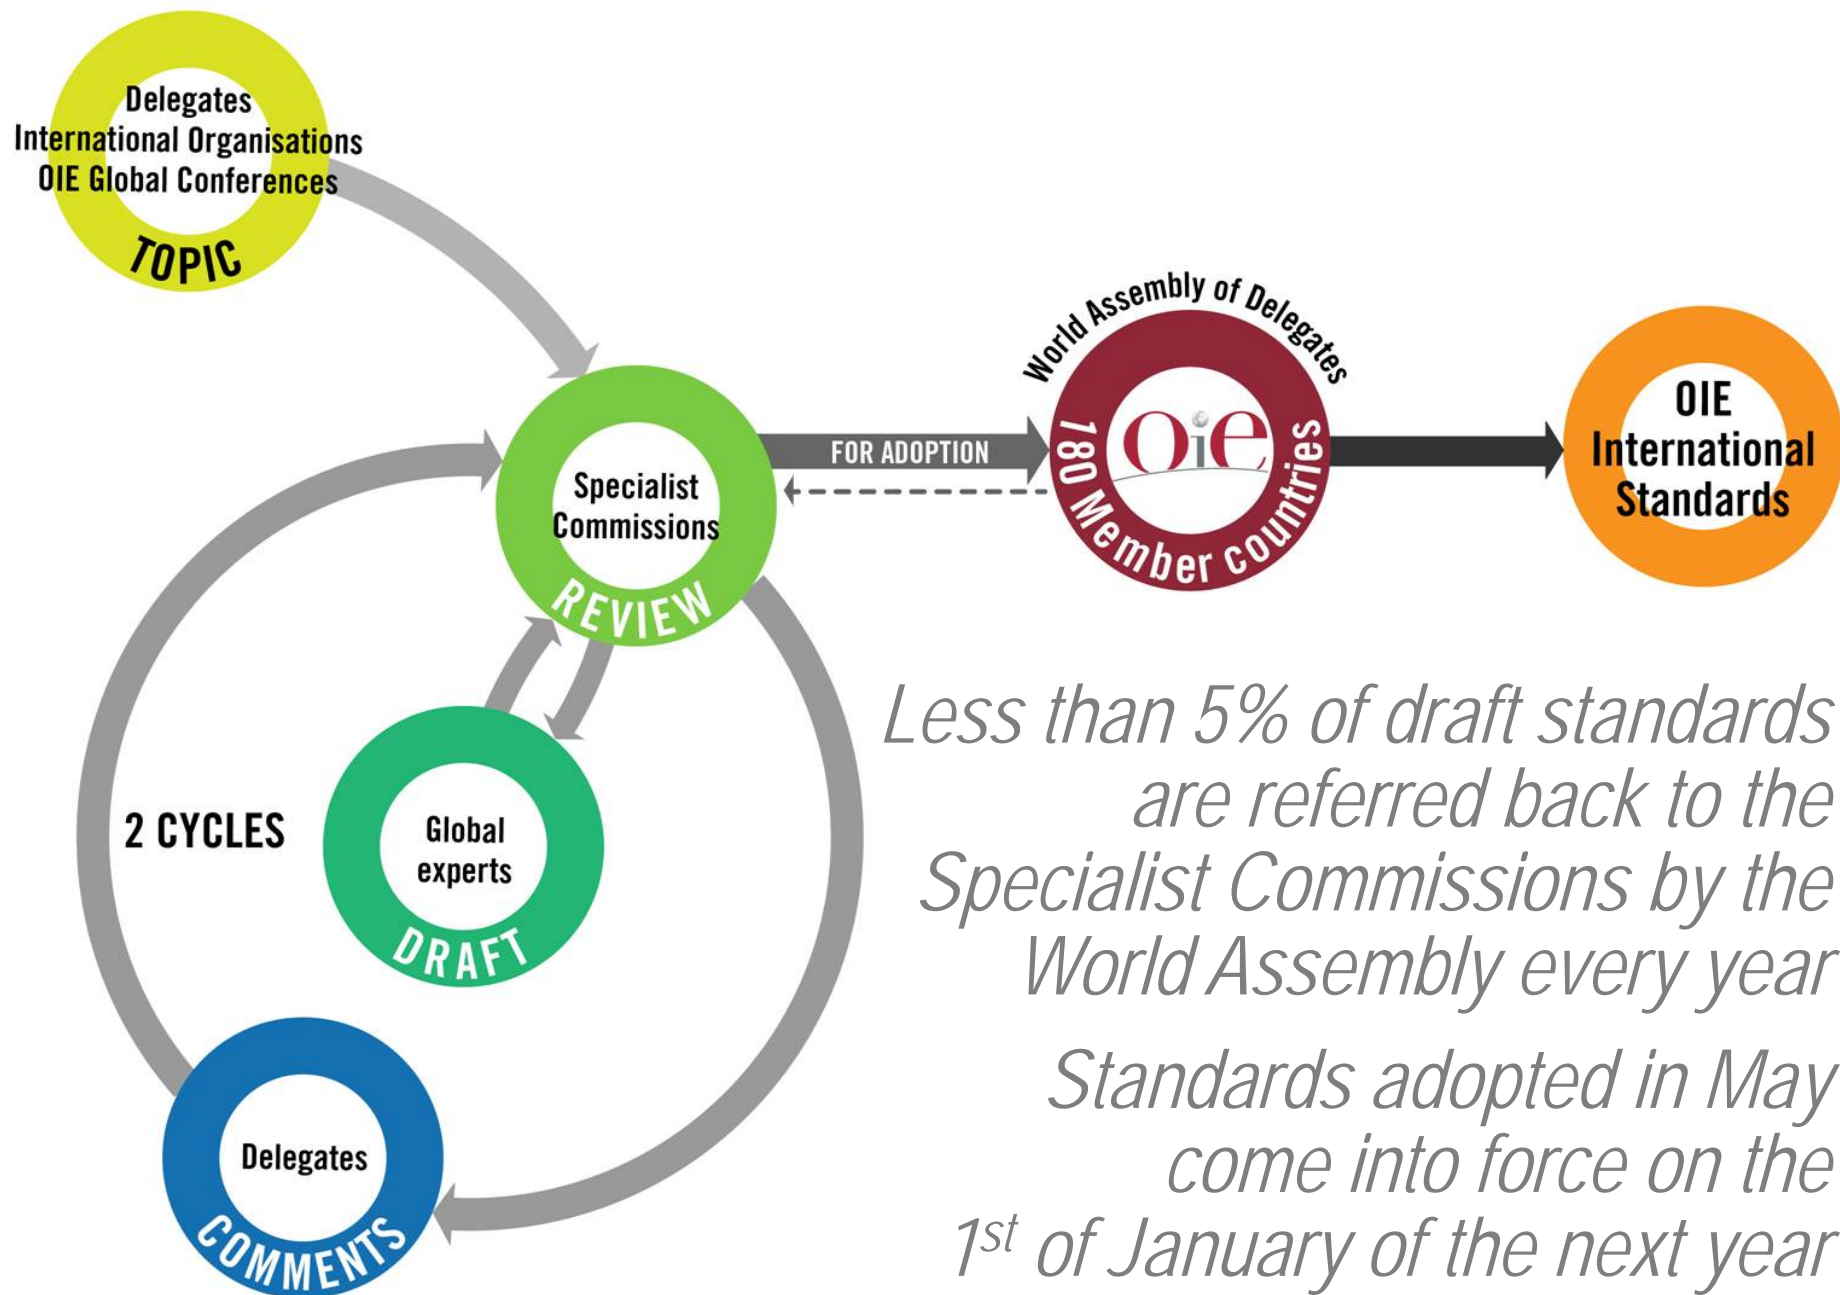 Delegates
International Organisations
OIE Global Conferences
TOPIC
World Assembly of Delegates
oie
180 Member countries
OIE
International
Standards
FOR ADOPTION
Specialist
Commissions
REVIEW
2 CYCLES
Global
experts
DRAFT
Delegates
COMMENTS
Less than 5% of draft standards
are referred back to the
Specialist Commissions by the
World Assembly every year
Standards adopted in May
come into force on the
1st of January of the next year